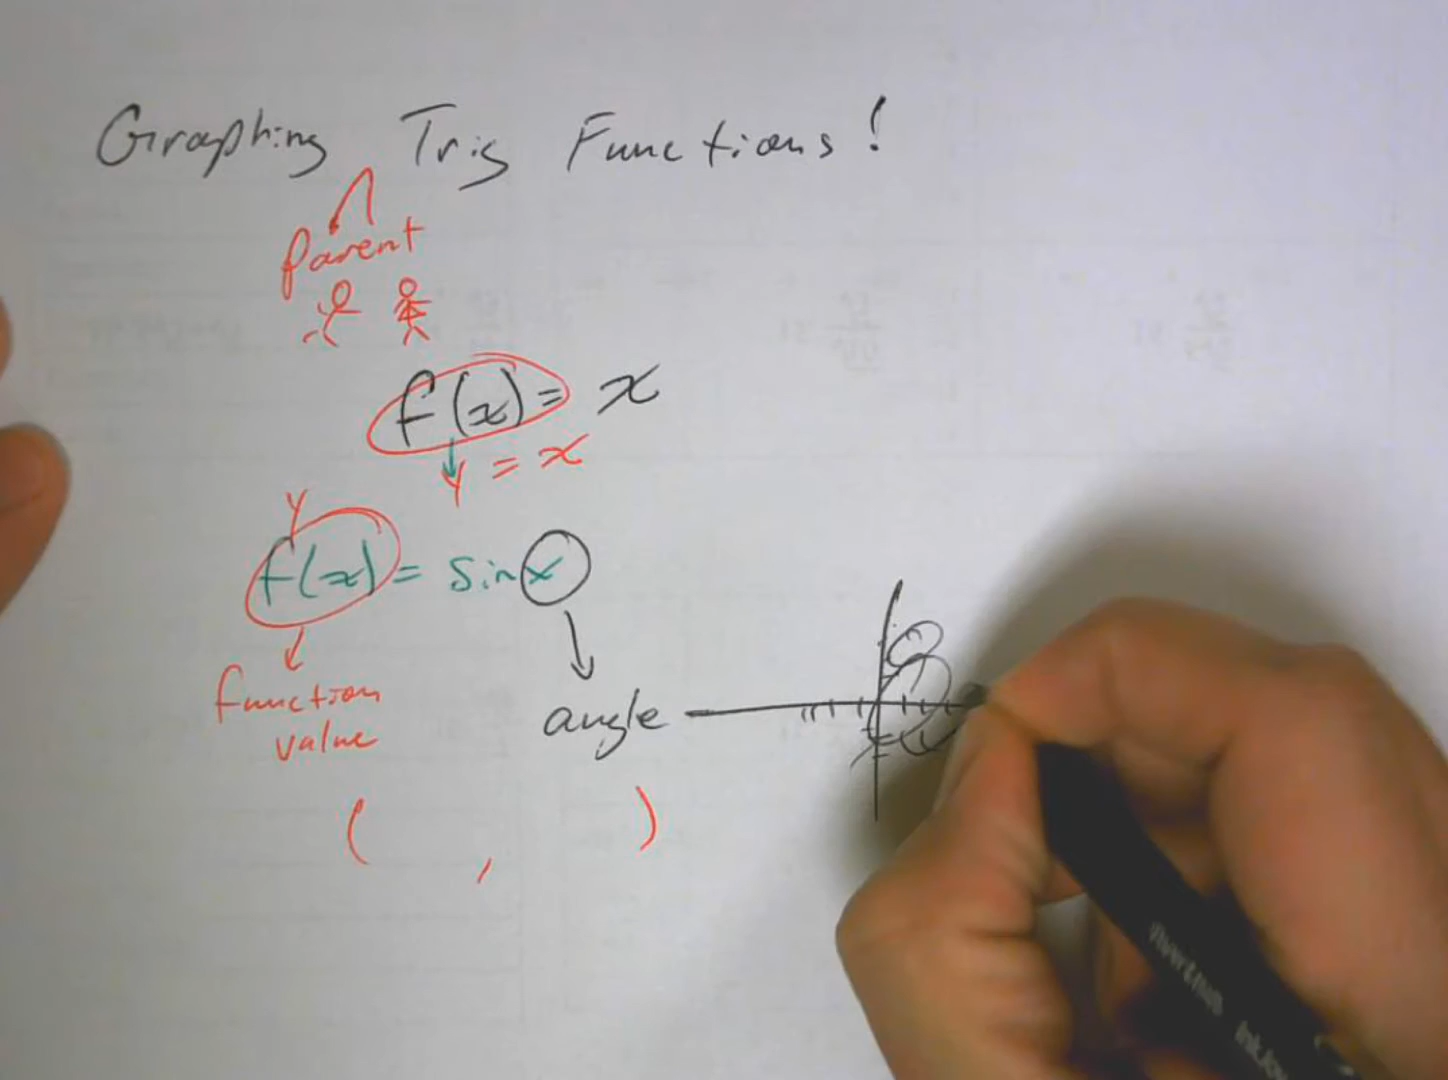 Graphing Trig Functions!
Parent
f(x) = x
y = x
y
f(x) = sin x
function
value
angle
( , )